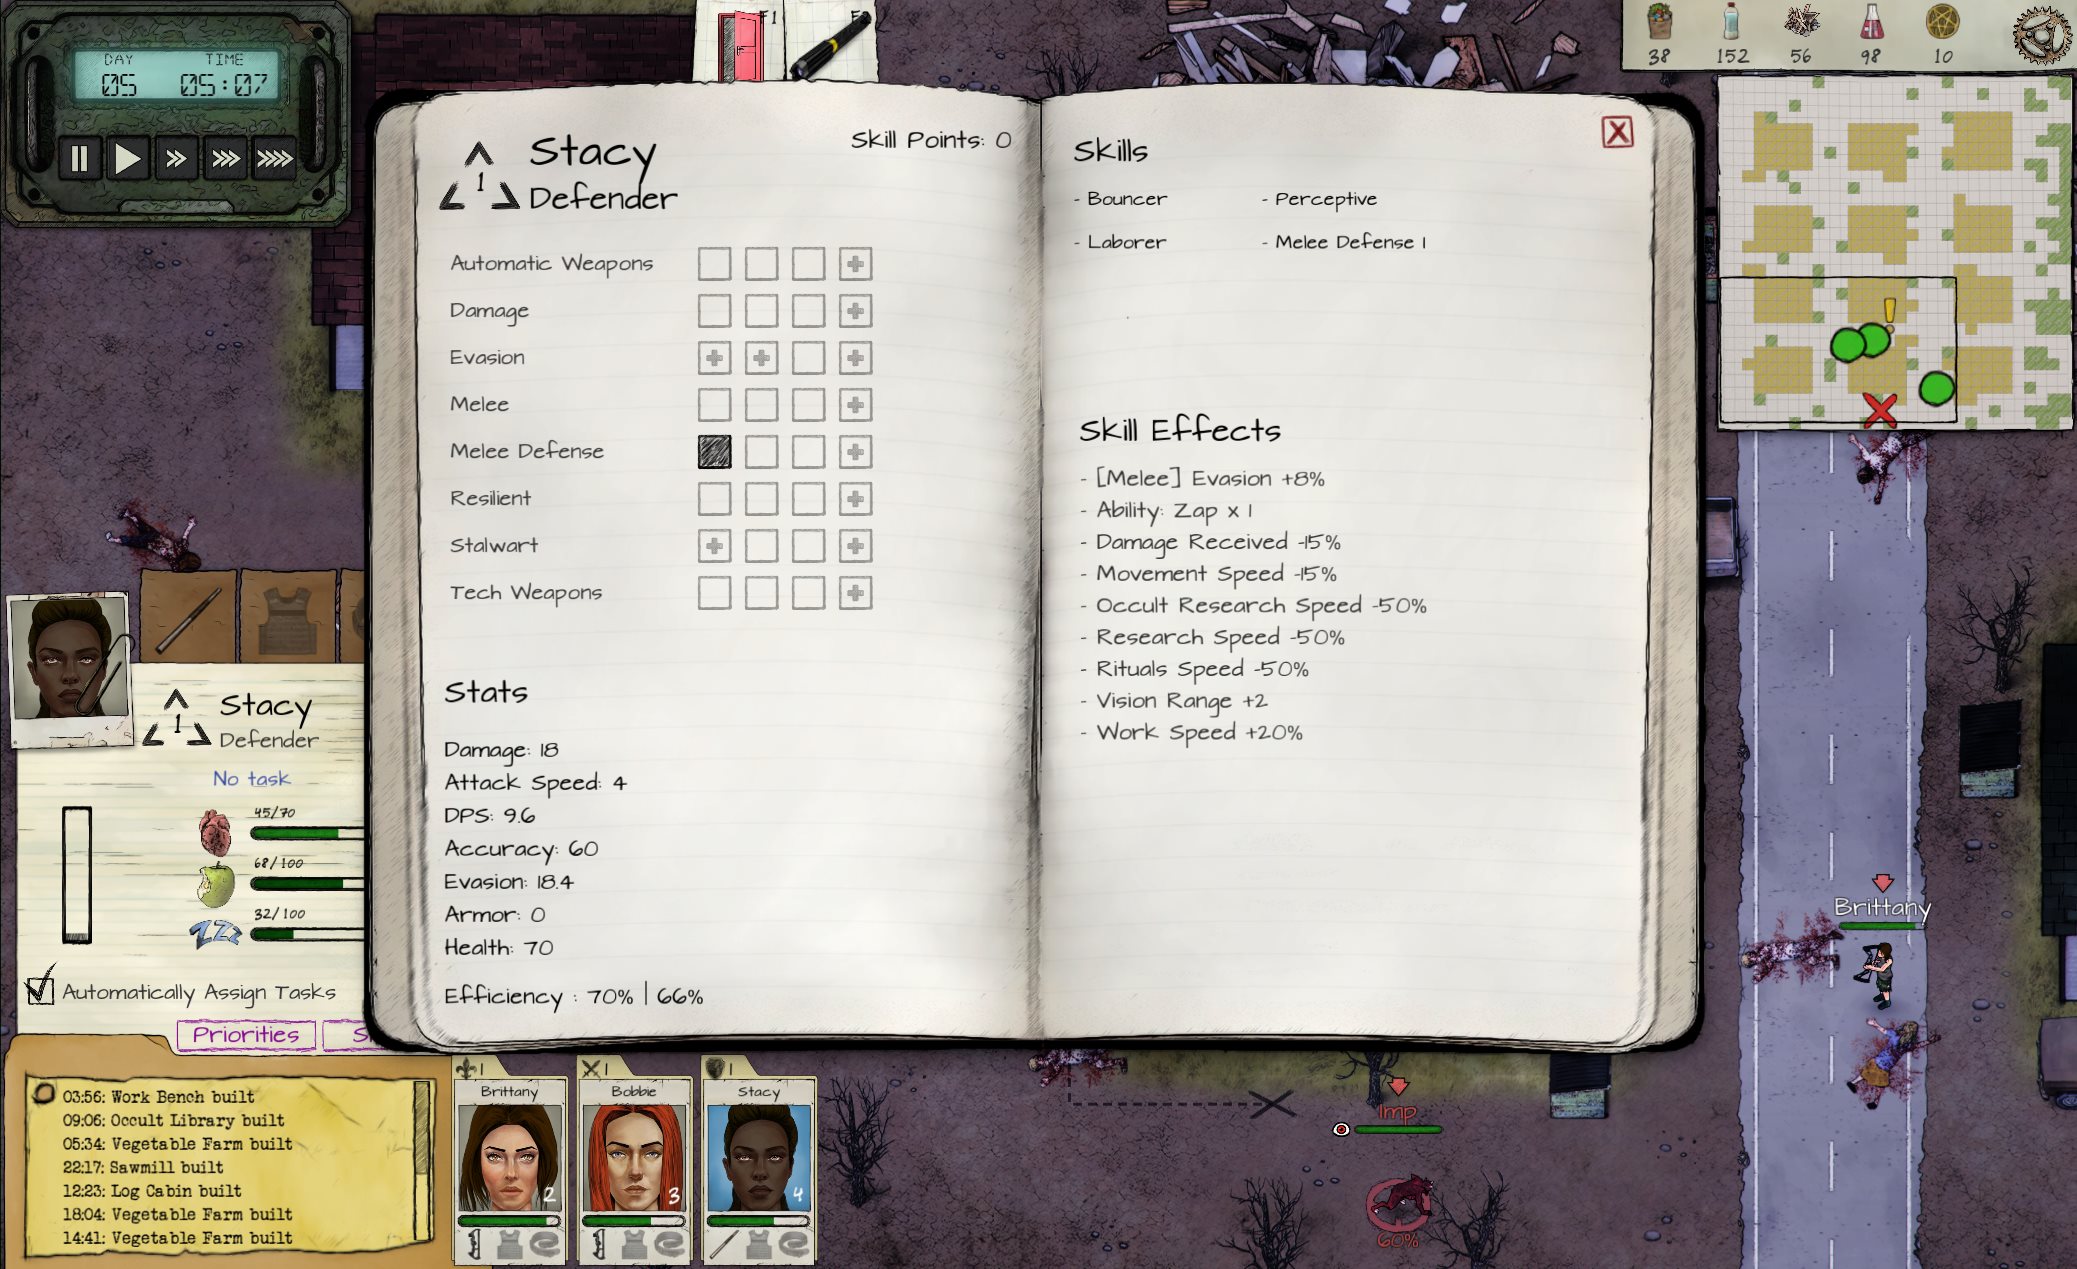 DAY TIME
05 05:07
F1
38 152 56 98 10
Stacy
Defender
1
Skill Points: 0
Automatic Weapons
Damage
Evasion
Melee
Melee Defense
Resilient
Stalwart
Tech Weapons
Stats
Damage: 18
Attack Speed: 4
DPS: 9.6
Accuracy: 60
Evasion: 18.4
Armor: 0
Health: 70
Efficiency : 70% | 66%
Skills
- Bouncer
- Perceptive
- Laborer
- Melee Defense 1
Skill Effects
- [Melee] Evasion +8%
- Ability: Zap x 1
- Damage Received -15%
- Movement Speed -15%
- Occult Research Speed -50%
- Research Speed -50%
- Rituals Speed -50%
- Vision Range +2
- Work Speed +20%
Stacy
1
Defender
No task
45/70
68/100
32/100
Automatically Assign Tasks
Priorities
03:56: Work Bench built
09:06: Occult Library built
05:34: Vegetable Farm built
22:17: Sawmill built
12:23: Log Cabin built
18:04: Vegetable Farm built
14:41: Vegetable Farm built
1
Brittany
2
1
Bobbie
3
1
Stacy
4
Brittany
Imp
60%